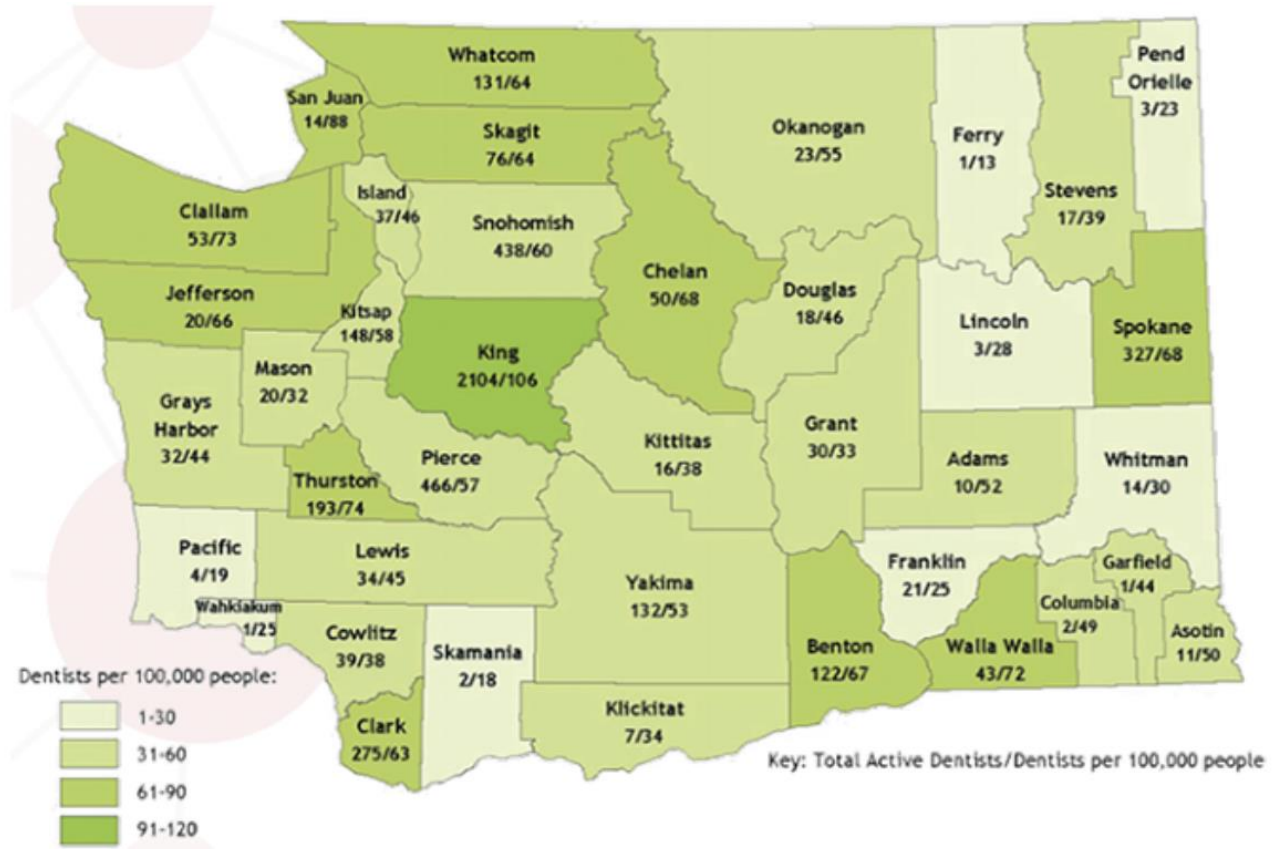 Whatcom
131/64
San Juan
14/88
Skagit
76/64
Okanogan
23/55
Ferry
1/13
Stevens
17/39
Pend
Orielle
3/23
Clallam
53/73
Island
37/46
Snohomish
438/60
Jefferson
20/66
Kitsap
148/58
Chelan
50/68
Douglas
18/46
Lincoln
3/28
Spokane
327/68
King
2104/106
Mason
20/32
Grays
Harbor
32/44
Thurston
193/74
Pierce
466/57
Kittitas
16/38
Grant
30/33
Adams
10/52
Whitman
14/30
Pacific
4/19
Lewis
34/45
Wahkiakum
1/25
Cowlitz
39/38
Skamania
2/18
Clark
275/63
Yakima
132/53
Klickitat
7/34
Benton
122/67
Franklin
21/25
Walla Walla
43/72
Columbia
2/49
Garfield
1/44
Asotin
11/50
Dentists per 100,000 people:
1-30
31-60
61-90
91-120
Key: Total Active Dentists/Dentists per 100,000 people